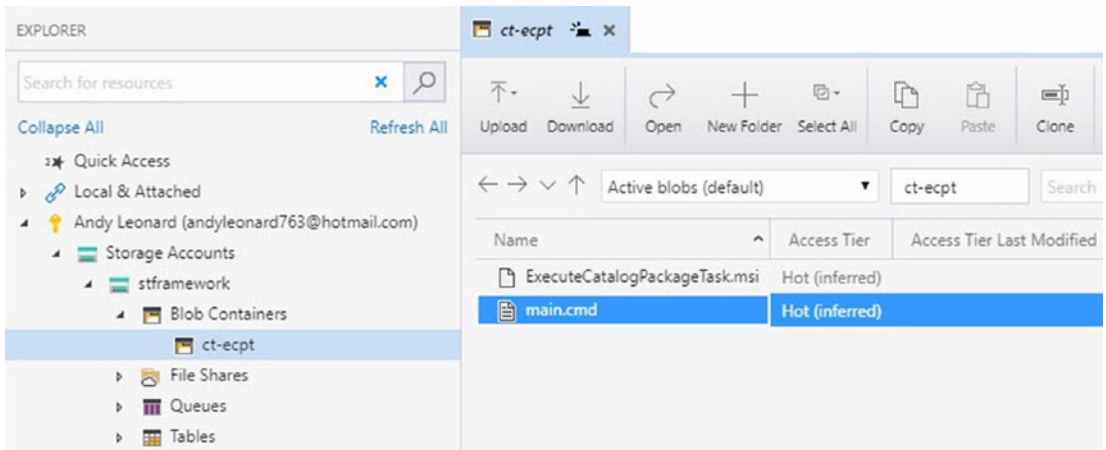 EXPLORER
Search for resources
Collapse All Refresh All
Quick Access
Local & Attached
Andy Leonard (andyleonard763@hotmail.com)
Storage Accounts
stframework
Blob Containers
ct-ecpt
File Shares
Queues
Tables
ct-ecpt
Upload Download Open New Folder Select All Copy Paste Clone
Active blobs (default) ct-ecpt Search
Name Access Tier Access Tier Last Modified
ExecuteCatalogPackageTask.msi Hot (inferred)
main.cmd Hot (inferred)